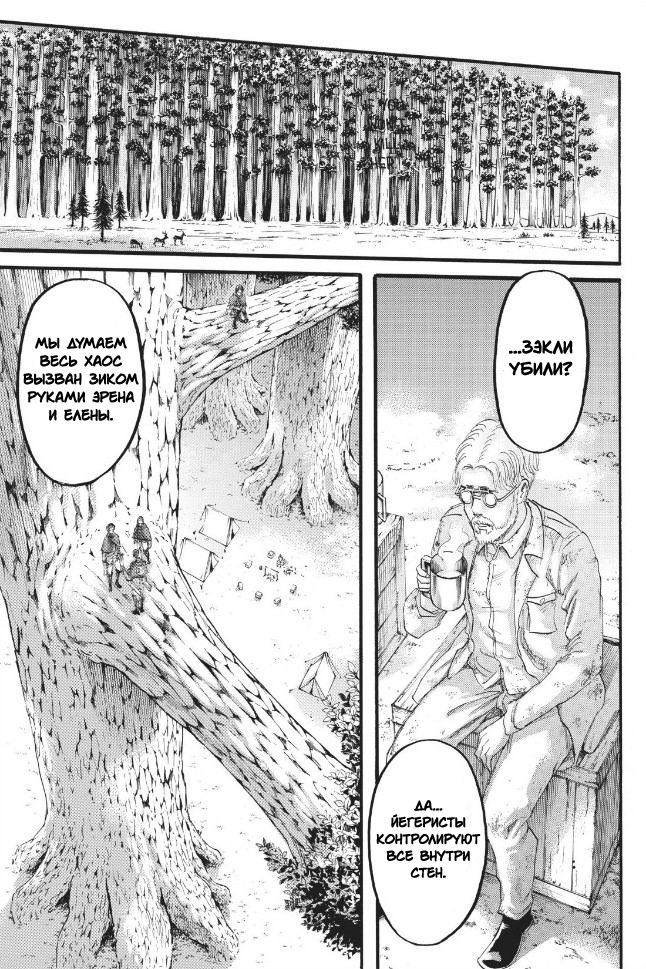 ...ЗЭКЛИ
УБИЛИ?
ДА...
ЙЕГЕРИСТЫ
КОНТРОЛИРУЮТ
ВСЕ ВНУТРИ
СТЕН.
МЫ ДУМАЕМ
ВЕСЬ ХАОС
ВЫЗВАН ЗИКОМ
РУКАМИ ЭРЕНА
И ЕЛЕНЫ.